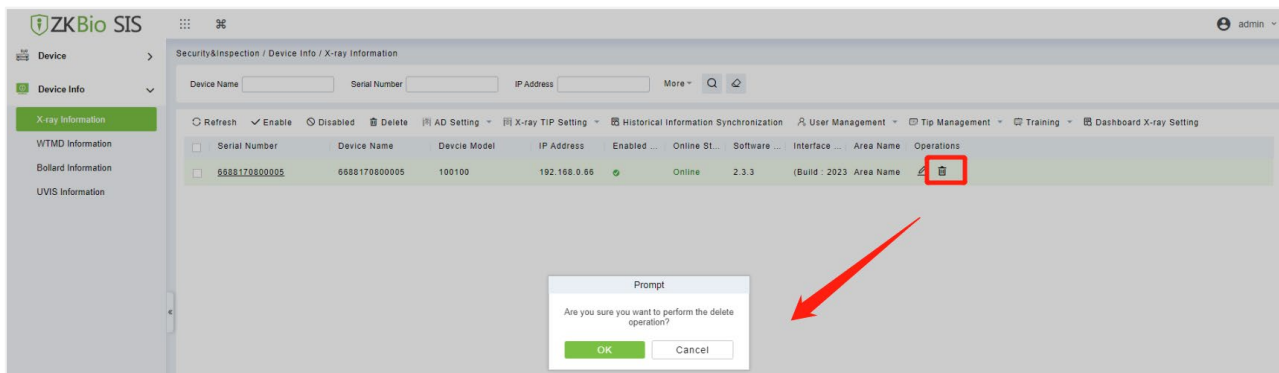 ZKBio SIS
admin
Device
Device Info
X-ray Information
WTMD Information
Bollard Information
UVIS Information
Security&Inspection / Device Info / X-ray Information
Device Name Serial Number IP Address More
Refresh Enable Disabled Delete AD Setting X-ray TIP Setting Historical Information Synchronization User Management Tip Management Training Dashboard X-ray Setting
Serial Number Device Name Devcie Model IP Address Enabled ... Online St... Software ... Interface ... Area Name Operations
6688170800005 6688170800005 100100 192.168.0.66 Online 2.3.3 (Build : 2023 Area Name
Prompt
Are you sure you want to perform the delete
operation?
OK Cancel